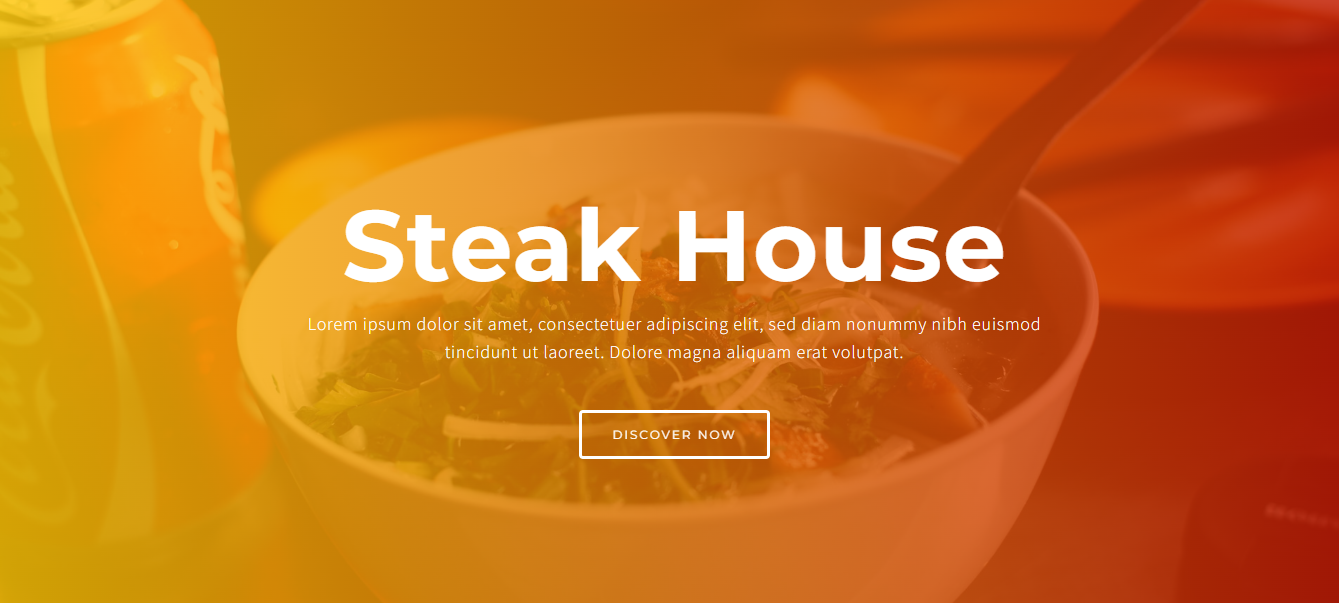 Steak House
Lorem ipsum dolor sit amet, consectetuer adipiscing elit, sed diam nonummy nibh euismod
tincidunt ut laoreet. Dolore magna aliquam erat volutpat.
DISCOVER NOW